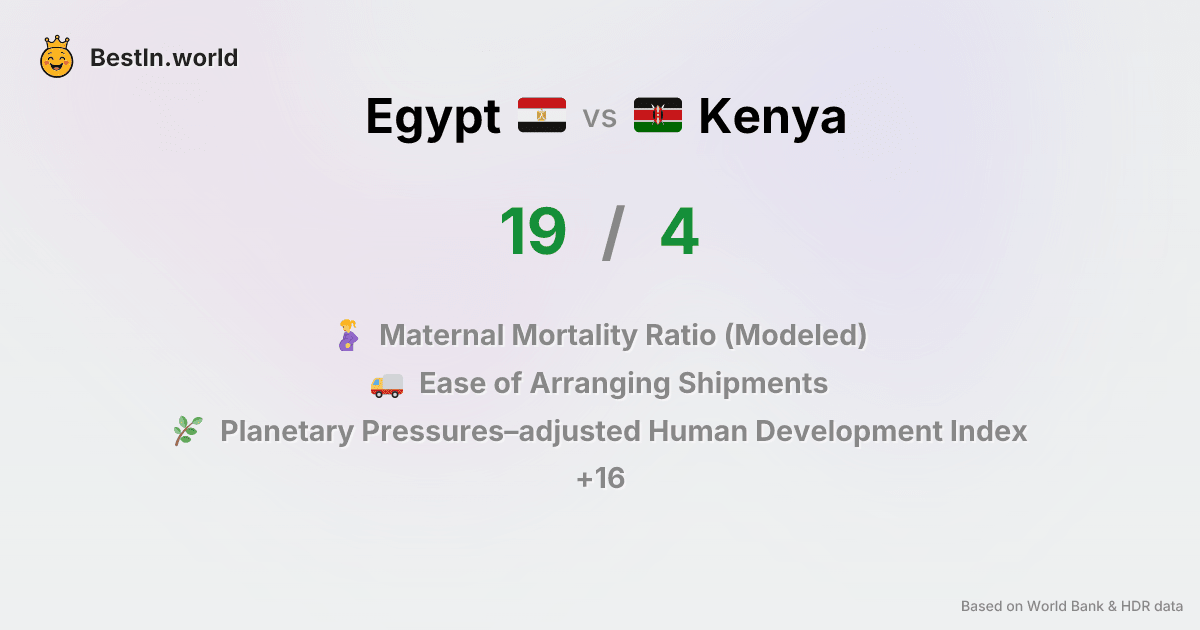 BestIn.world
Egypt vs Kenya
19 / 4
Maternal Mortality Ratio (Modeled)
Ease of Arranging Shipments
Planetary Pressures–adjusted Human Development Index
+16
Based on World Bank & HDR data